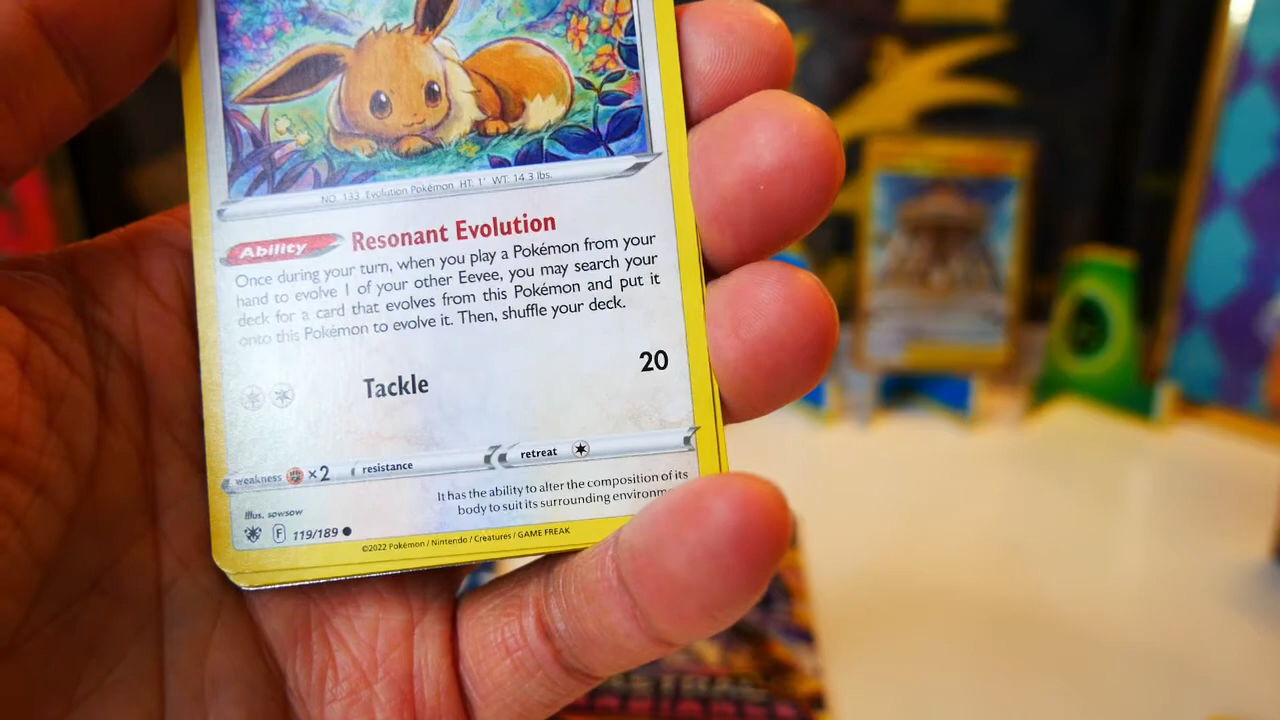 NO. 133 Evolution Pokémon HT: 1' WT: 14.3 lbs.
Ability Resonant Evolution
Once during your turn, when you play a Pokémon from your
hand to evolve 1 of your other Eevee, you may search your
deck for a card that evolves from this Pokémon and put it
onto this Pokémon to evolve it. Then, shuffle your deck.
Tackle 20
weakness ×2 resistance retreat
It has the ability to alter the composition of its
body to suit its surrounding
Illus. sowsow
F 119/189
©2022 Pokémon / Nintendo / Creatures / GAME FREAK